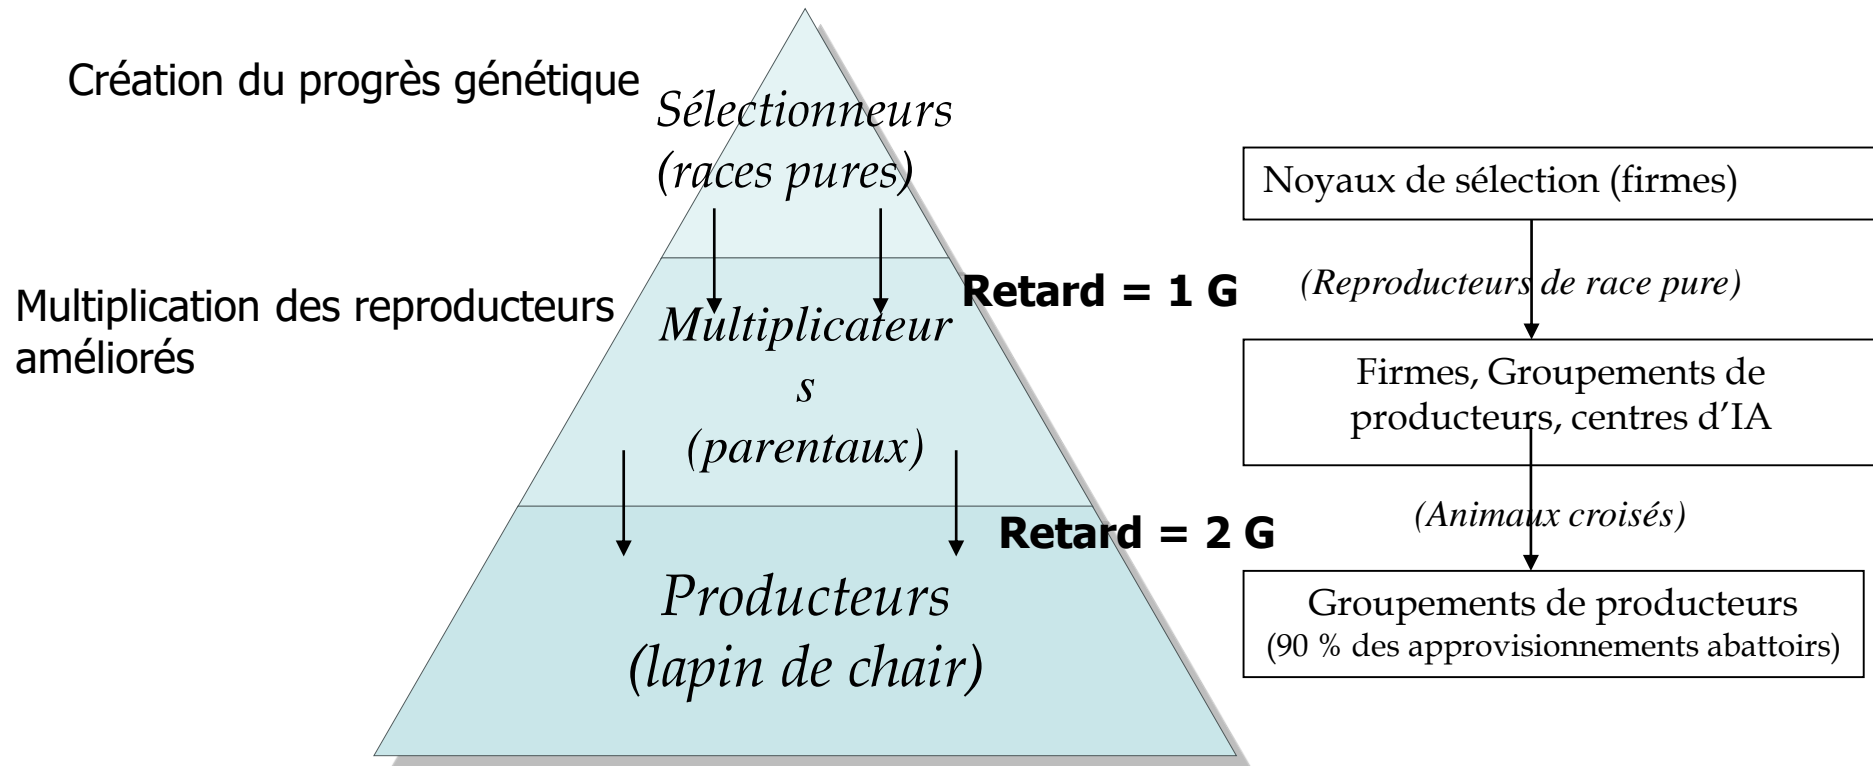 Création du progrès génétique
Sélectionneurs
(races pures)
Noyaux de sélection (firmes)
Retard = 1 G
(Reproducteurs de race pure)
Multiplication des reproducteurs
améliorés
Multiplicateur
s
(parentaux)
Firmes, Groupements de
producteurs, centres d’IA
Retard = 2 G
(Animaux croisés)
Producteurs
(lapin de chair)
Groupements de producteurs
(90 % des approvisionnements abattoirs)